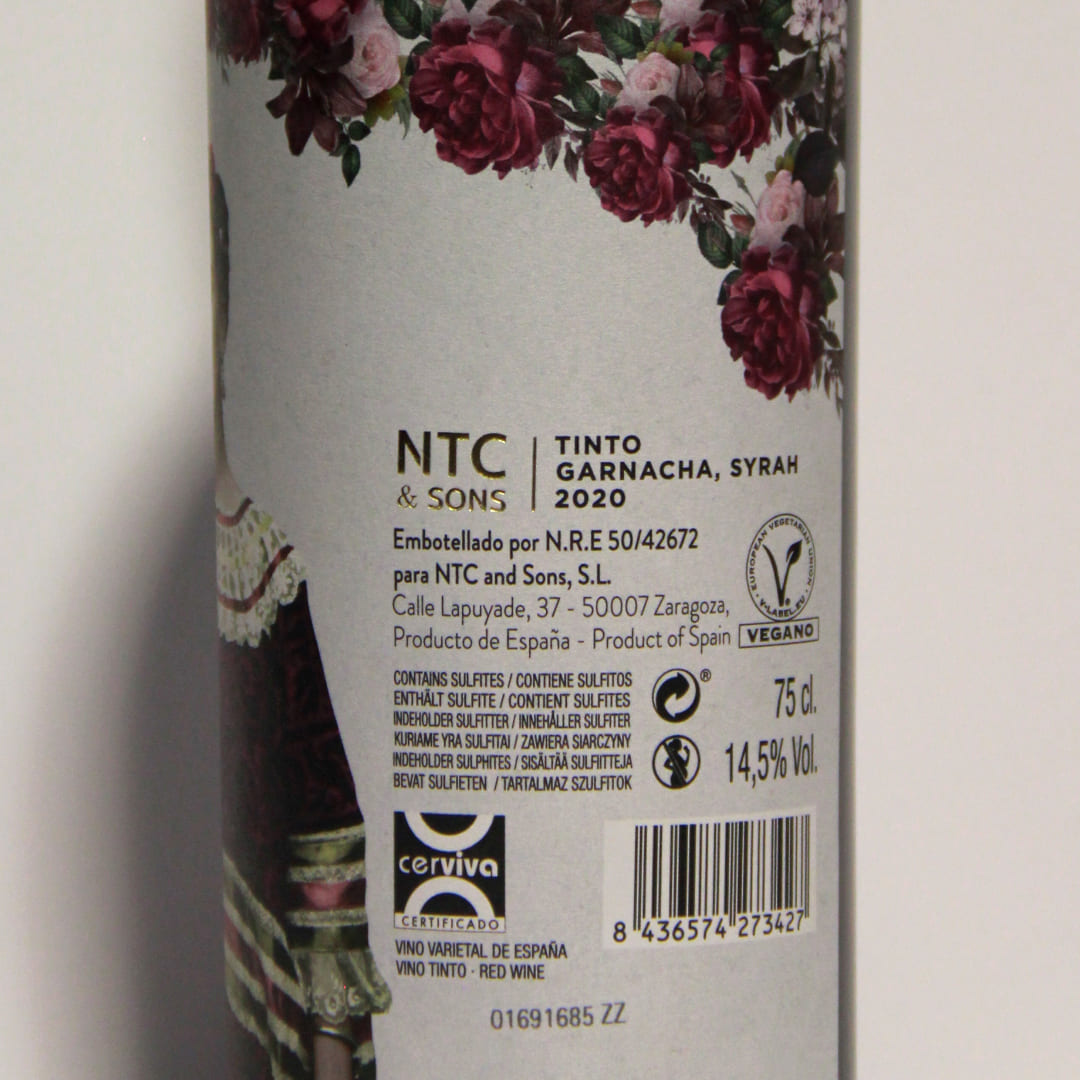 NTC
& SONS
TINTO
GARNACHA, SYRAH
2020
Embotellado por N.R.E 50/42672
para NTC and Sons, S.L.
Calle Lapuyade, 37 - 50007 Zaragoza,
Producto de España - Product of Spain
EUROPEAN VEGETARIAN UNION
V-LABEL.EU
VEGANO
CONTAINS SULFITES / CONTIENE SULFITOS
ENTHÄLT SULFITE / CONTIENT SULFITES
INDEHOLDER SULFITTER / INNEHÅLLER SULFITER
KURIAME YRA SULFITAI / ZAWIERA SIARCZYNY
INDEHOLDER SULPHITES / SISÄLTÄÄ SULFIITTEJA
BEVAT SULFIETEN / TARTALMAZ SZULFITOK
®
75 cl.
14,5% Vol.
cerviva
CERTIFICADO
8 436574 273427
VINO VARIETAL DE ESPAÑA
VINO TINTO · RED WINE
01691685 ZZ